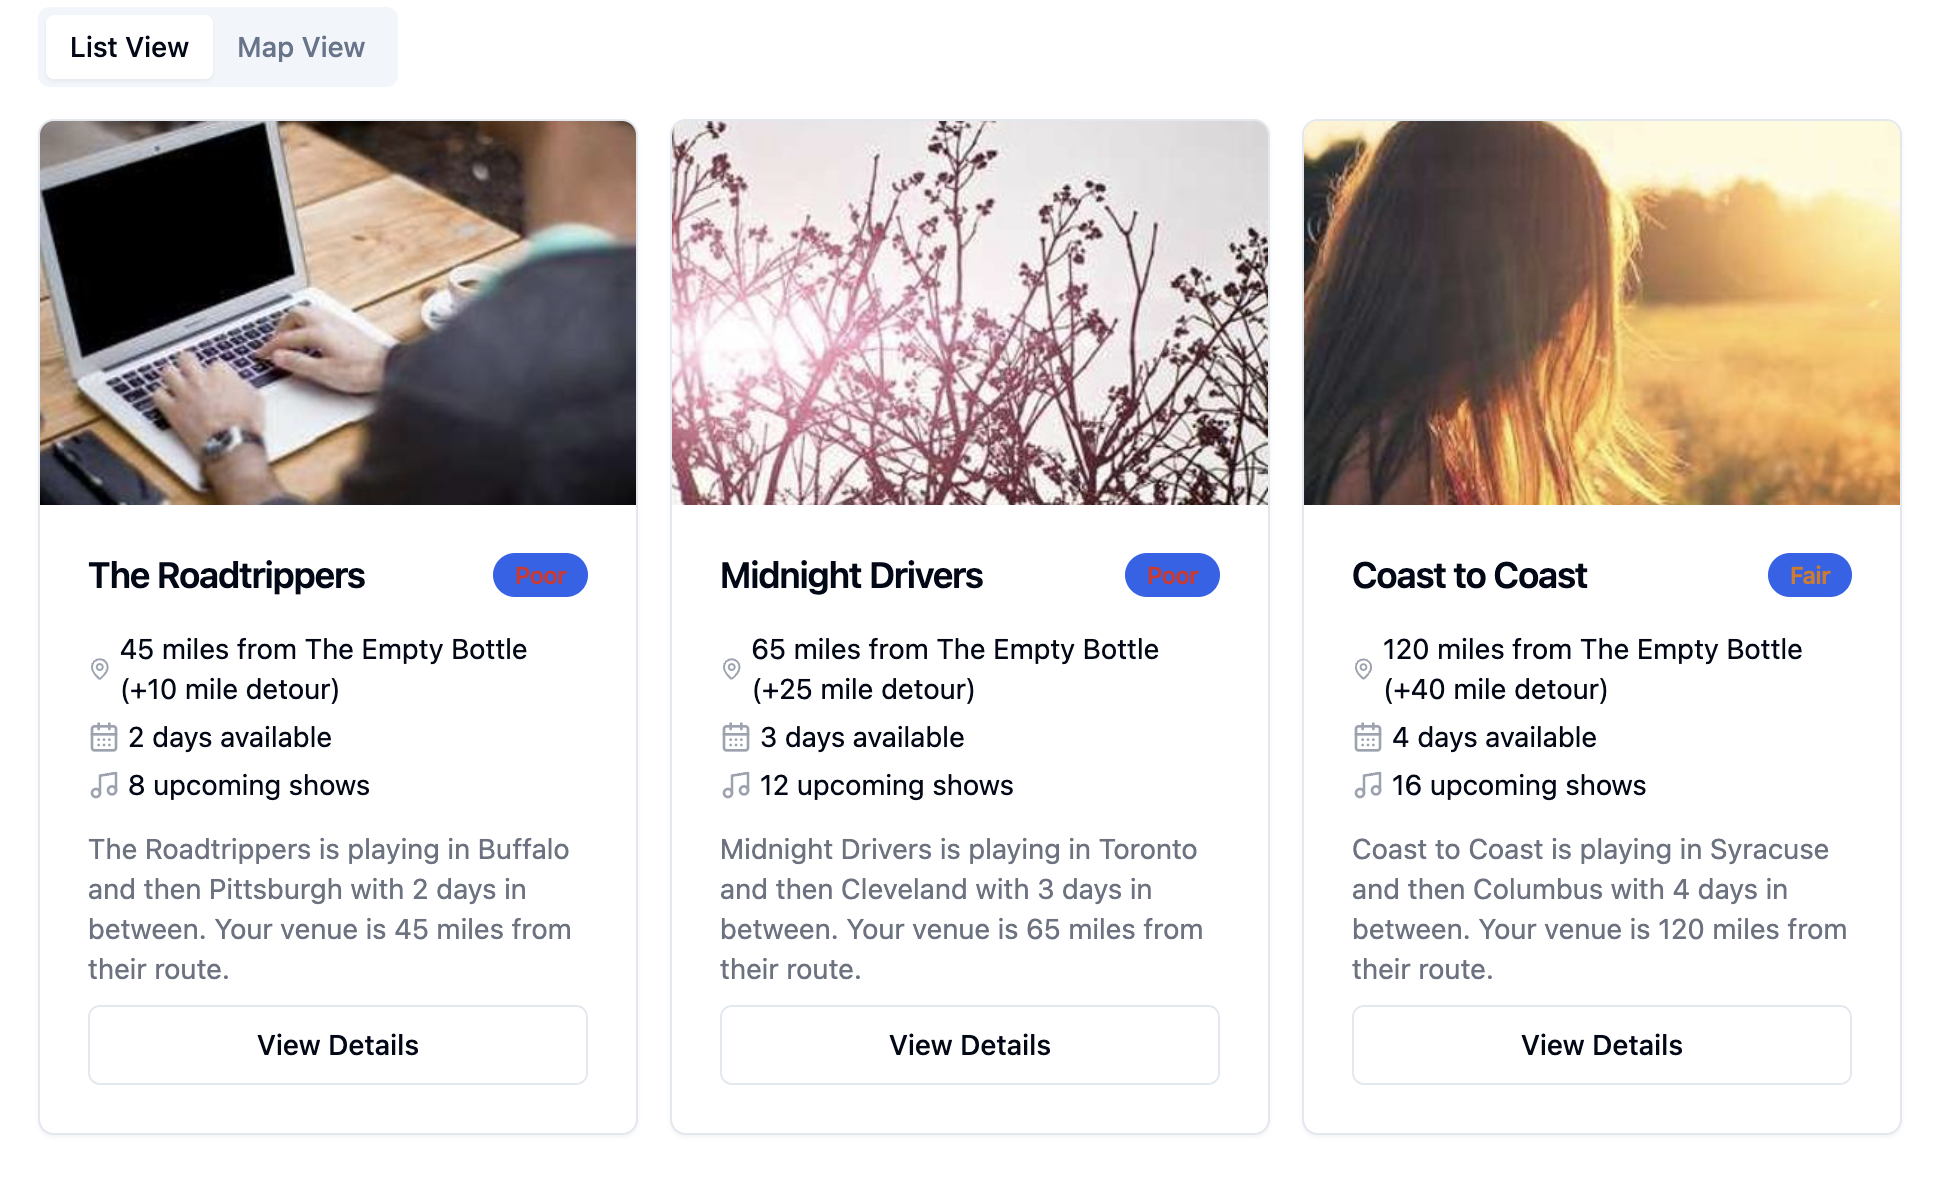 List View
Map View
The Roadtrippers
Poor
45 miles from The Empty Bottle
(+10 mile detour)
2 days available
8 upcoming shows
The Roadtrippers is playing in Buffalo
and then Pittsburgh with 2 days in
between. Your venue is 45 miles from
their route.
View Details
Midnight Drivers
Poor
65 miles from The Empty Bottle
(+25 mile detour)
3 days available
12 upcoming shows
Midnight Drivers is playing in Toronto
and then Cleveland with 3 days in
between. Your venue is 65 miles from
their route.
View Details
Coast to Coast
Fair
120 miles from The Empty Bottle
(+40 mile detour)
4 days available
16 upcoming shows
Coast to Coast is playing in Syracuse
and then Columbus with 4 days in
between. Your venue is 120 miles from
their route.
View Details